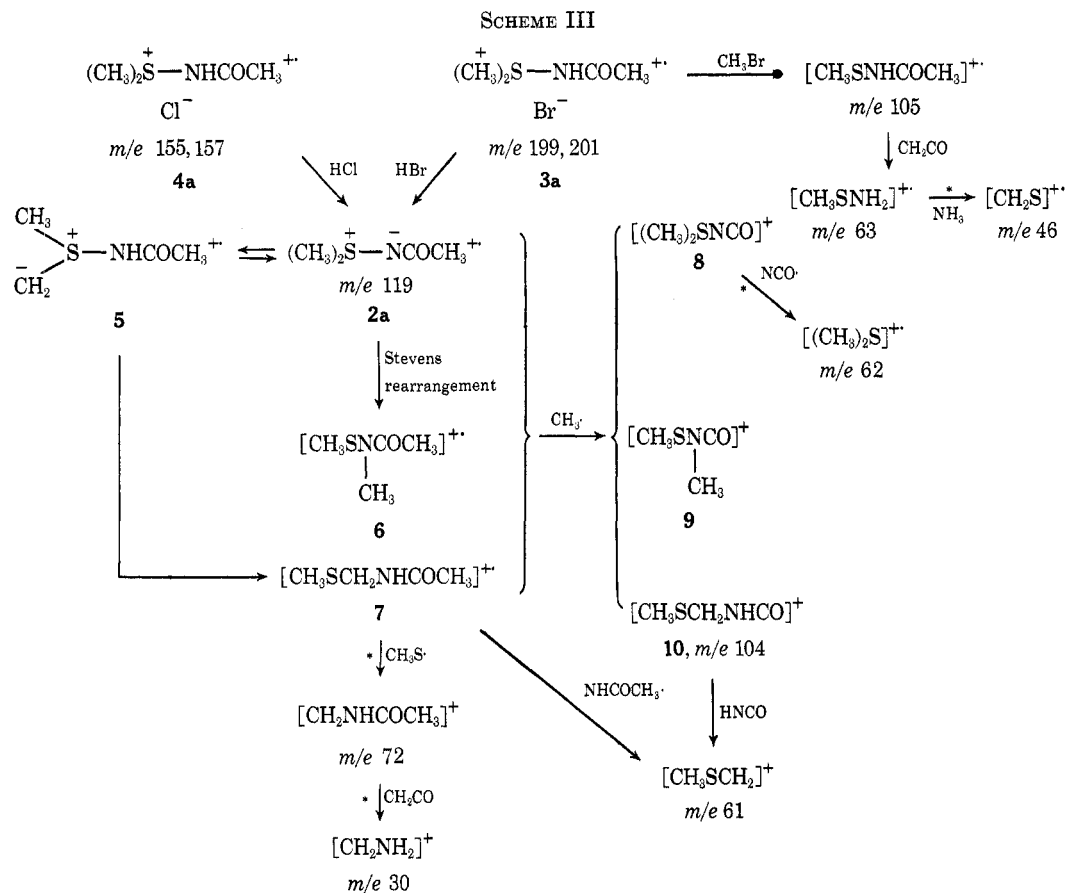 SCHEME III
(CH₃)₂S⁺—NHCOCH₃⁺·
Cl⁻
m/e 155, 157
4a
(CH₃)₂S⁺—NHCOCH₃⁺·
Br⁻
m/e 199, 201
3a
CH₃Br
[CH₃SNHCOCH₃]⁺·
m/e 105
HCl
HBr
CH₂CO
[CH₃SNH₂]⁺·
m/e 63
*
NH₃
[CH₂S]⁺·
m/e 46
CH₃
S⁺—NHCOCH₃⁺·
CH₂⁻
5
(CH₃)₂S⁺—N⁻COCH₃⁺·
m/e 119
2a
[(CH₃)₂SNCO]⁺
8
NCO·
*
[(CH₃)₂S]⁺·
m/e 62
Stevens
rearrangement
[CH₃SNCOCH₃]⁺·
CH₃
6
CH₃·
[CH₃SNCO]⁺
CH₃
9
[CH₃SCH₂NHCOCH₃]⁺·
7
[CH₃SCH₂NHCO]⁺
10, m/e 104
* CH₃S·
NHCOCH₃·
HNCO
[CH₂NHCOCH₃]⁺
m/e 72
[CH₃SCH₂]⁺
m/e 61
* CH₂CO
[CH₂NH₂]⁺
m/e 30